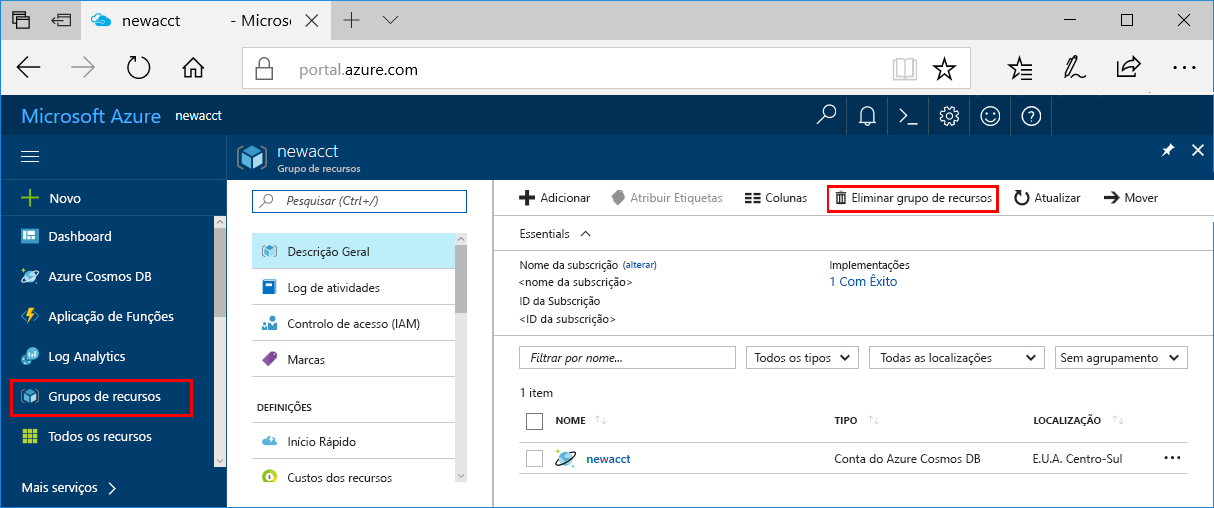 newacct - Microso
portal.azure.com
Microsoft Azure newacct
newacct
Grupo de recursos
Novo
Dashboard
Azure Cosmos DB
Aplicação de Funções
Log Analytics
Grupos de recursos
Todos os recursos
Mais serviços
Pesquisar (Ctrl+/)
Descrição Geral
Log de atividades
Controlo de acesso (IAM)
Marcas
DEFINIÇÕES
Início Rápido
Custos dos recursos
Adicionar Atribuir Etiquetas Colunas Eliminar grupo de recursos Atualizar Mover
Essentials
Nome da subscrição (alterar)
<nome da subscrição>
ID da Subscrição
<ID da subscrição>
Implementações
1 Com Êxito
Filtrar por nome... Todos os tipos Todas as localizações Sem agrupamento
1 item
NOME TIPO LOCALIZAÇÃO
newacct Conta do Azure Cosmos DB E.U.A. Centro-Sul